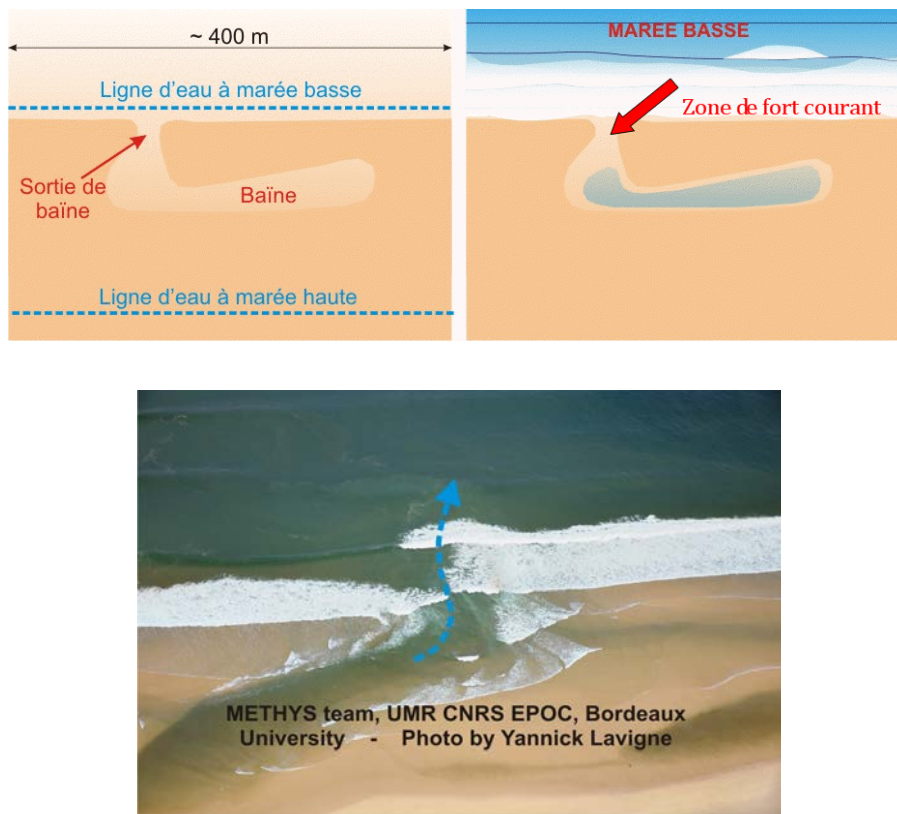 ~ 400 m
Ligne d'eau à marée basse
Sortie de
baïne
Baïne
Ligne d'eau à marée haute
MAREE BASSE
Zone de fort courant
METHYS team, UMR CNRS EPOC, Bordeaux
University - Photo by Yannick Lavigne